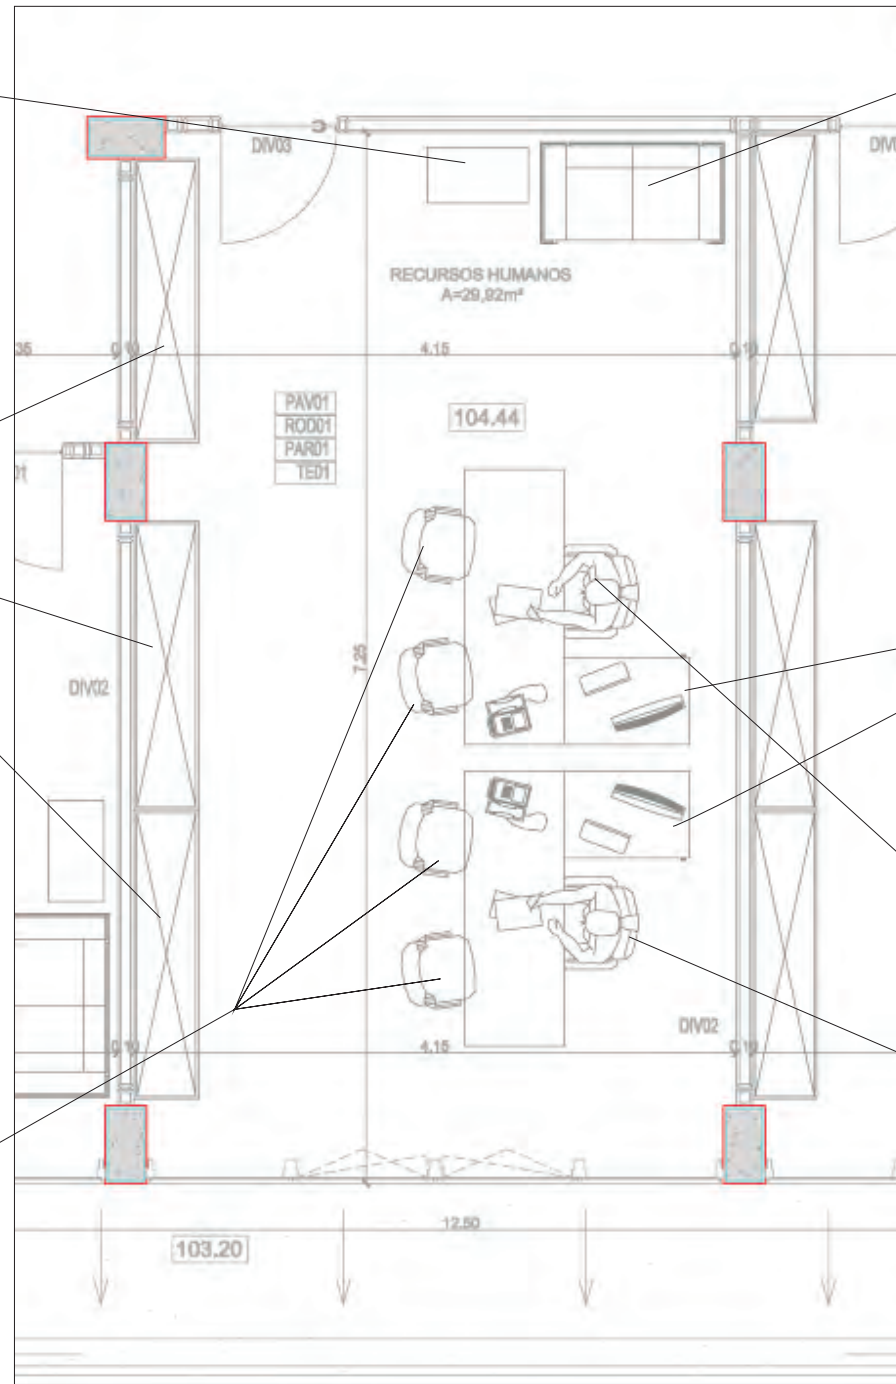 DIV03
DIV
RECURSOS HUMANOS
A=29,92m²
35
0.10
4.15
0.10
PAV01
ROD01
PAR01
TE01
104.44
01
7.25
DIV02
DIV02
0.10
4.15
0.10
12.50
103.20